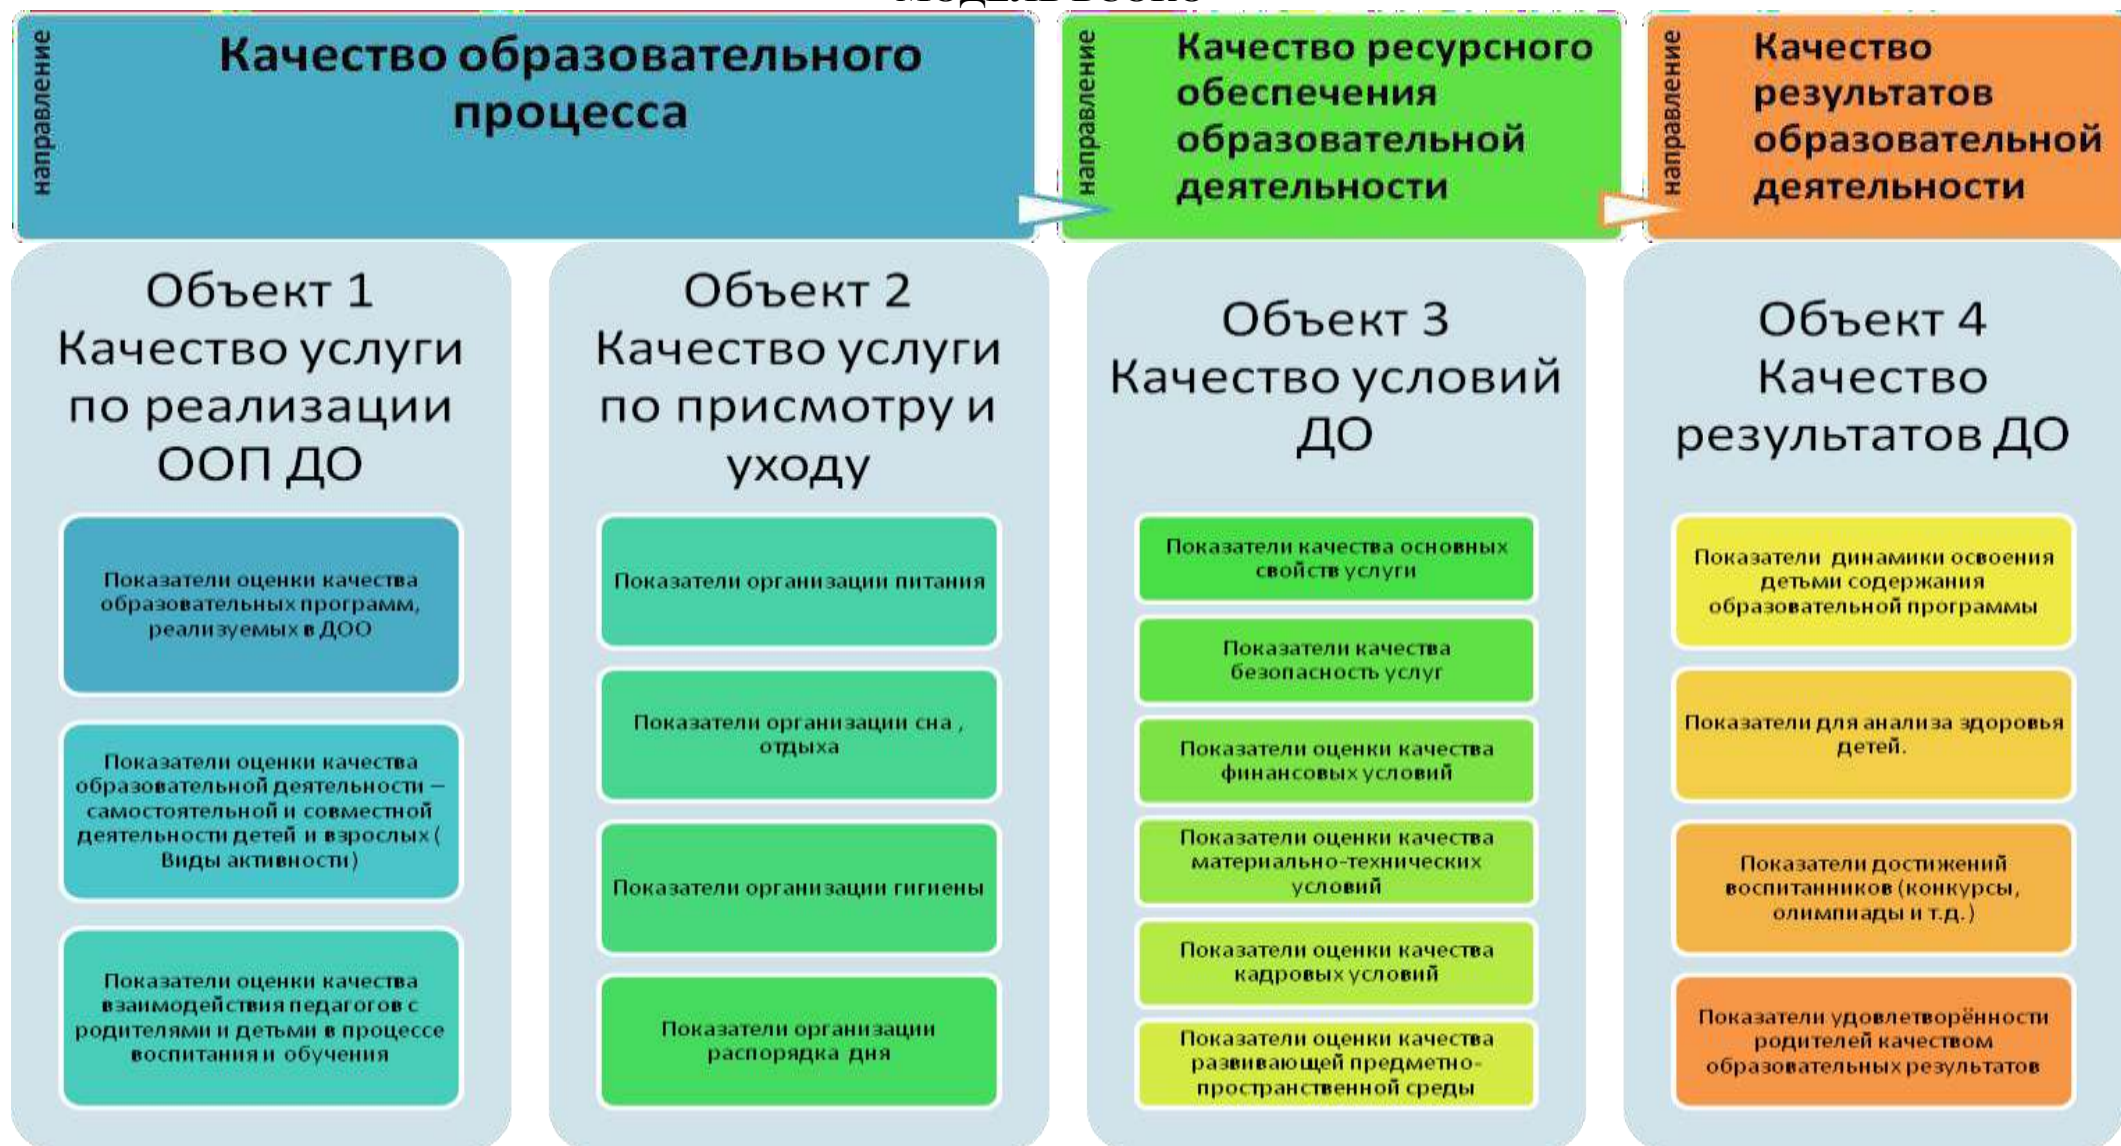 направление
Качество образовательного
процесса
направление
Качество ресурсного
обеспечения
образовательной
деятельности
направление
Качество
результатов
образовательной
деятельности
Объект 1
Качество услуги
по реализации
ООП ДО
Показатели оценки качества
образовательных программ,
реализуемых в ДОО
Показатели оценки качества
образовательной деятельности –
самостоятельной и совместной
деятельности детей и взрослых (
Виды активности)
Показатели оценки качества
взаимодействия педагогов с
родителями и детьми в процессе
воспитания и обучения
Объект 2
Качество услуги
по присмотру и
уходу
Показатели организации питания
Показатели организации сна ,
отдыха
Показатели организации гигиены
Показатели организации
распорядка дня
Объект 3
Качество условий
ДО
Показатели качества основных
свойств услуги
Показатели качества
безопасность услуг
Показатели оценки качества
финансовых условий
Показатели оценки качества
материально-технических
условий
Показатели оценки качества
кадровых условий
Показатели оценки качества
развивающей предметно-
пространственной среды
Объект 4
Качество
результатов ДО
Показатели динамики освоения
детьми содержания
образовательной программы
Показатели для анализа здоровья
детей.
Показатели достижений
воспитанников (конкурсы,
олимпиады и т.д.)
Показатели удовлетворённости
родителей качеством
образовательных результатов